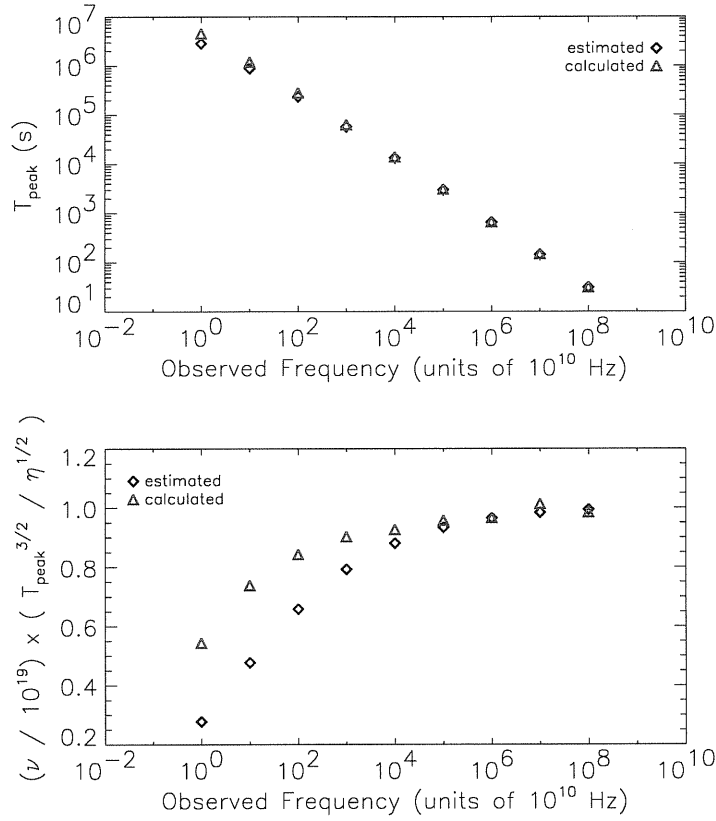 10^7
10^6
10^5
10^4
10^3
10^2
10^1
T_peak (s)
estimated
calculated
10^-2 10^0 10^2 10^4 10^6 10^8 10^10
Observed Frequency (units of 10^10 Hz)
1.2
1.0
0.8
0.6
0.4
0.2
(ν / 10^19) x ( T_peak^3/2 / η^1/2 )
estimated
calculated
10^-2 10^0 10^2 10^4 10^6 10^8 10^10
Observed Frequency (units of 10^10 Hz)